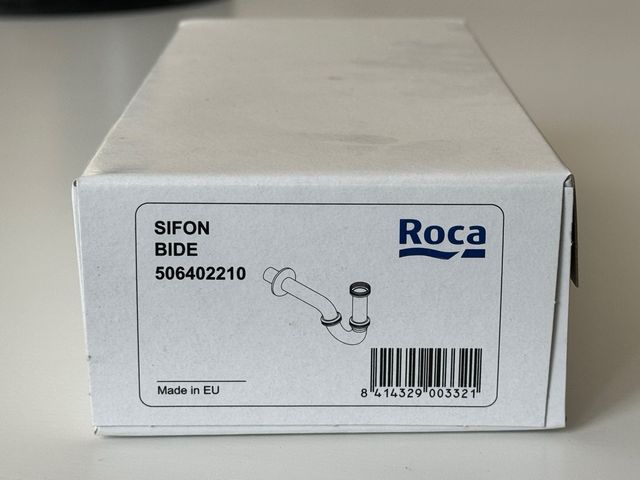 SIFON
BIDE
506402210
Roca
Made in EU
8 414329 003321